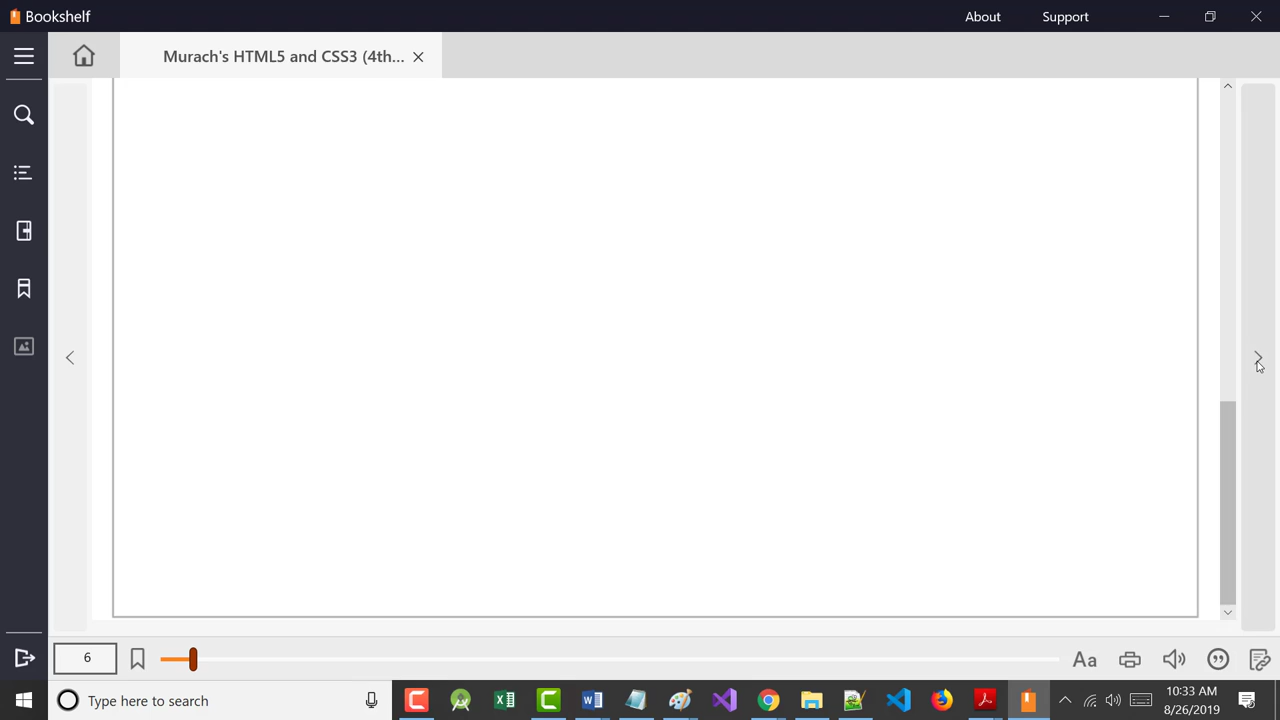 Bookshelf
About
Support
Murach's HTML5 and CSS3 (4th...
6
Aa
Type here to search
10:33 AM
8/26/2019